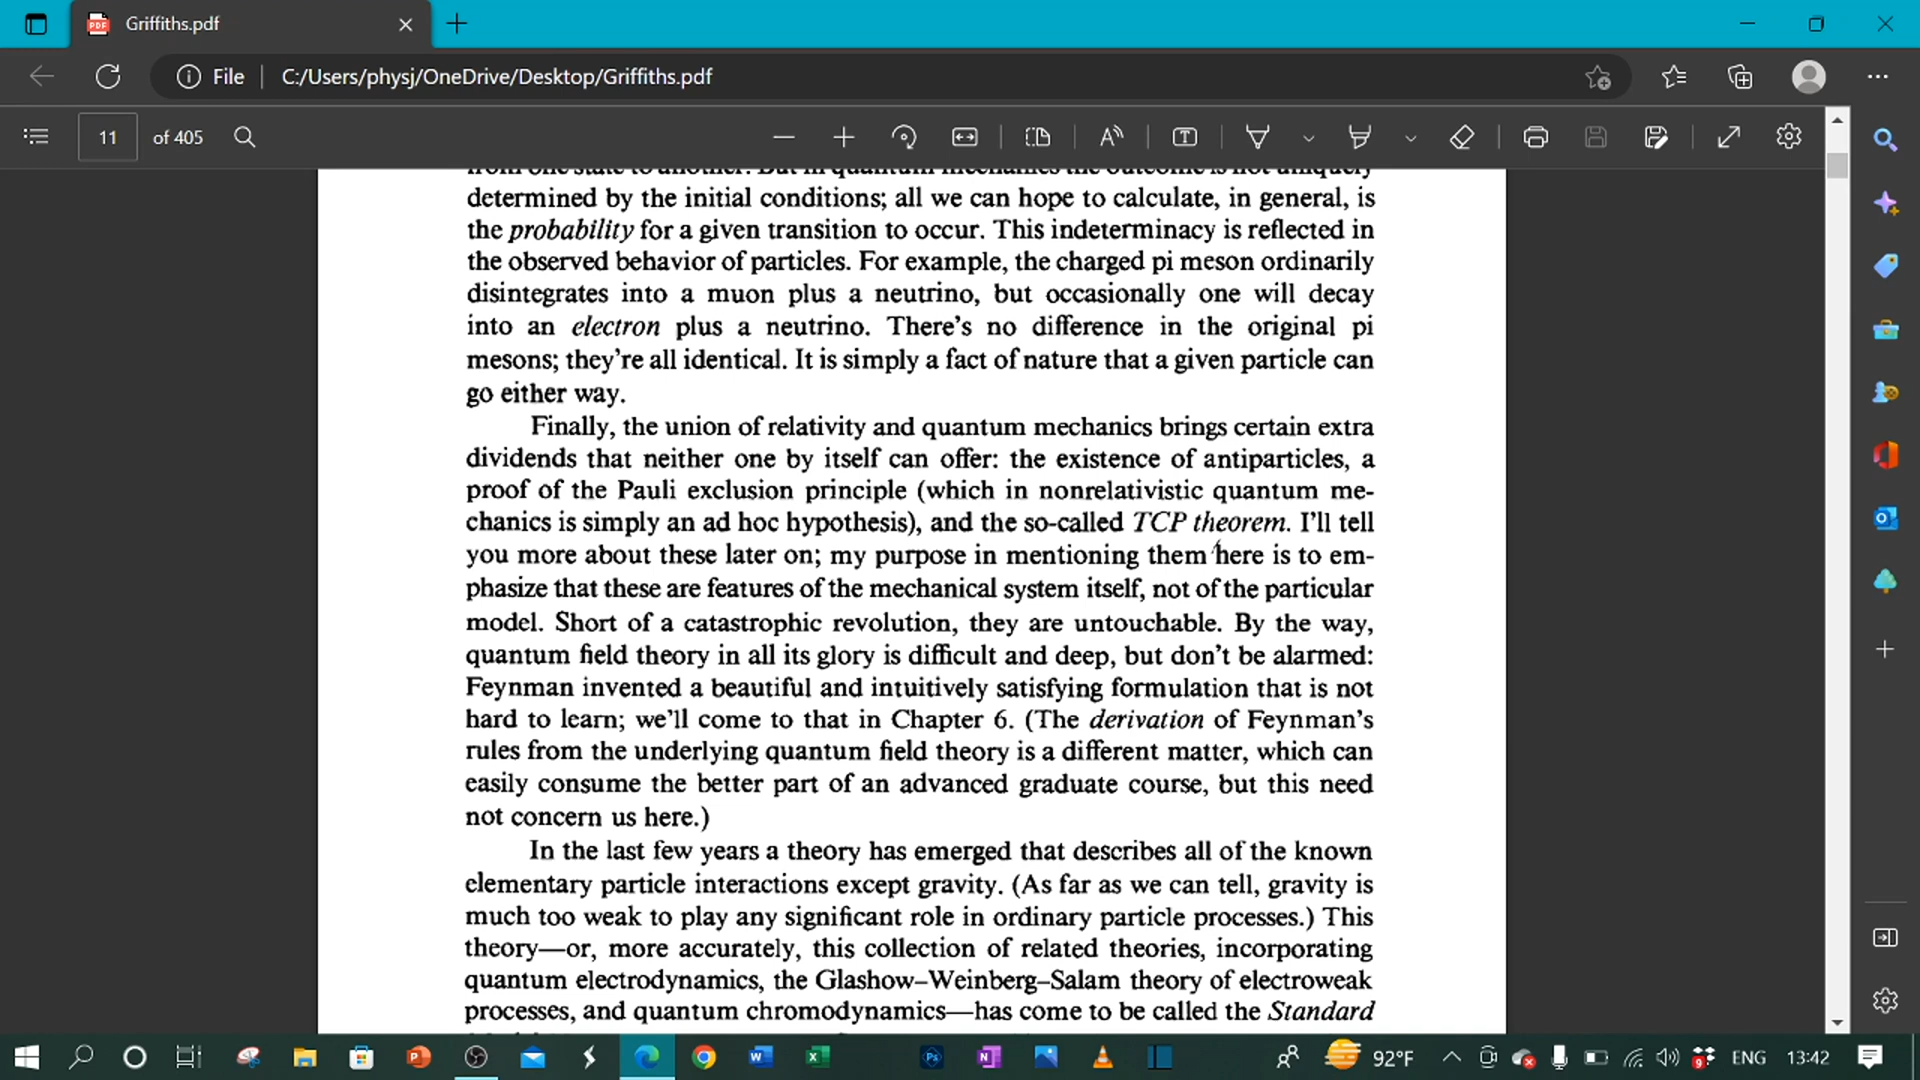 Griffiths.pdf
File
C:/Users/physj/OneDrive/Desktop/Griffiths.pdf
11 of 405
from one state to another. But in quantum mechanics the outcome is not uniquely
determined by the initial conditions; all we can hope to calculate, in general, is
the probability for a given transition to occur. This indeterminacy is reflected in
the observed behavior of particles. For example, the charged pi meson ordinarily
disintegrates into a muon plus a neutrino, but occasionally one will decay
into an electron plus a neutrino. There's no difference in the original pi
mesons; they're all identical. It is simply a fact of nature that a given particle can
go either way.
Finally, the union of relativity and quantum mechanics brings certain extra
dividends that neither one by itself can offer: the existence of antiparticles, a
proof of the Pauli exclusion principle (which in nonrelativistic quantum me-
chanics is simply an ad hoc hypothesis), and the so-called TCP theorem. I'll tell
you more about these later on; my purpose in mentioning them here is to em-
phasize that these are features of the mechanical system itself, not of the particular
model. Short of a catastrophic revolution, they are untouchable. By the way,
quantum field theory in all its glory is difficult and deep, but don't be alarmed:
Feynman invented a beautiful and intuitively satisfying formulation that is not
hard to learn; we'll come to that in Chapter 6. (The derivation of Feynman's
rules from the underlying quantum field theory is a different matter, which can
easily consume the better part of an advanced graduate course, but this need
not concern us here.)
In the last few years a theory has emerged that describes all of the known
elementary particle interactions except gravity. (As far as we can tell, gravity is
much too weak to play any significant role in ordinary particle processes.) This
theory—or, more accurately, this collection of related theories, incorporating
quantum electrodynamics, the Glashow–Weinberg–Salam theory of electroweak
processes, and quantum chromodynamics—has come to be called the Standard
92°F
ENG
13:42